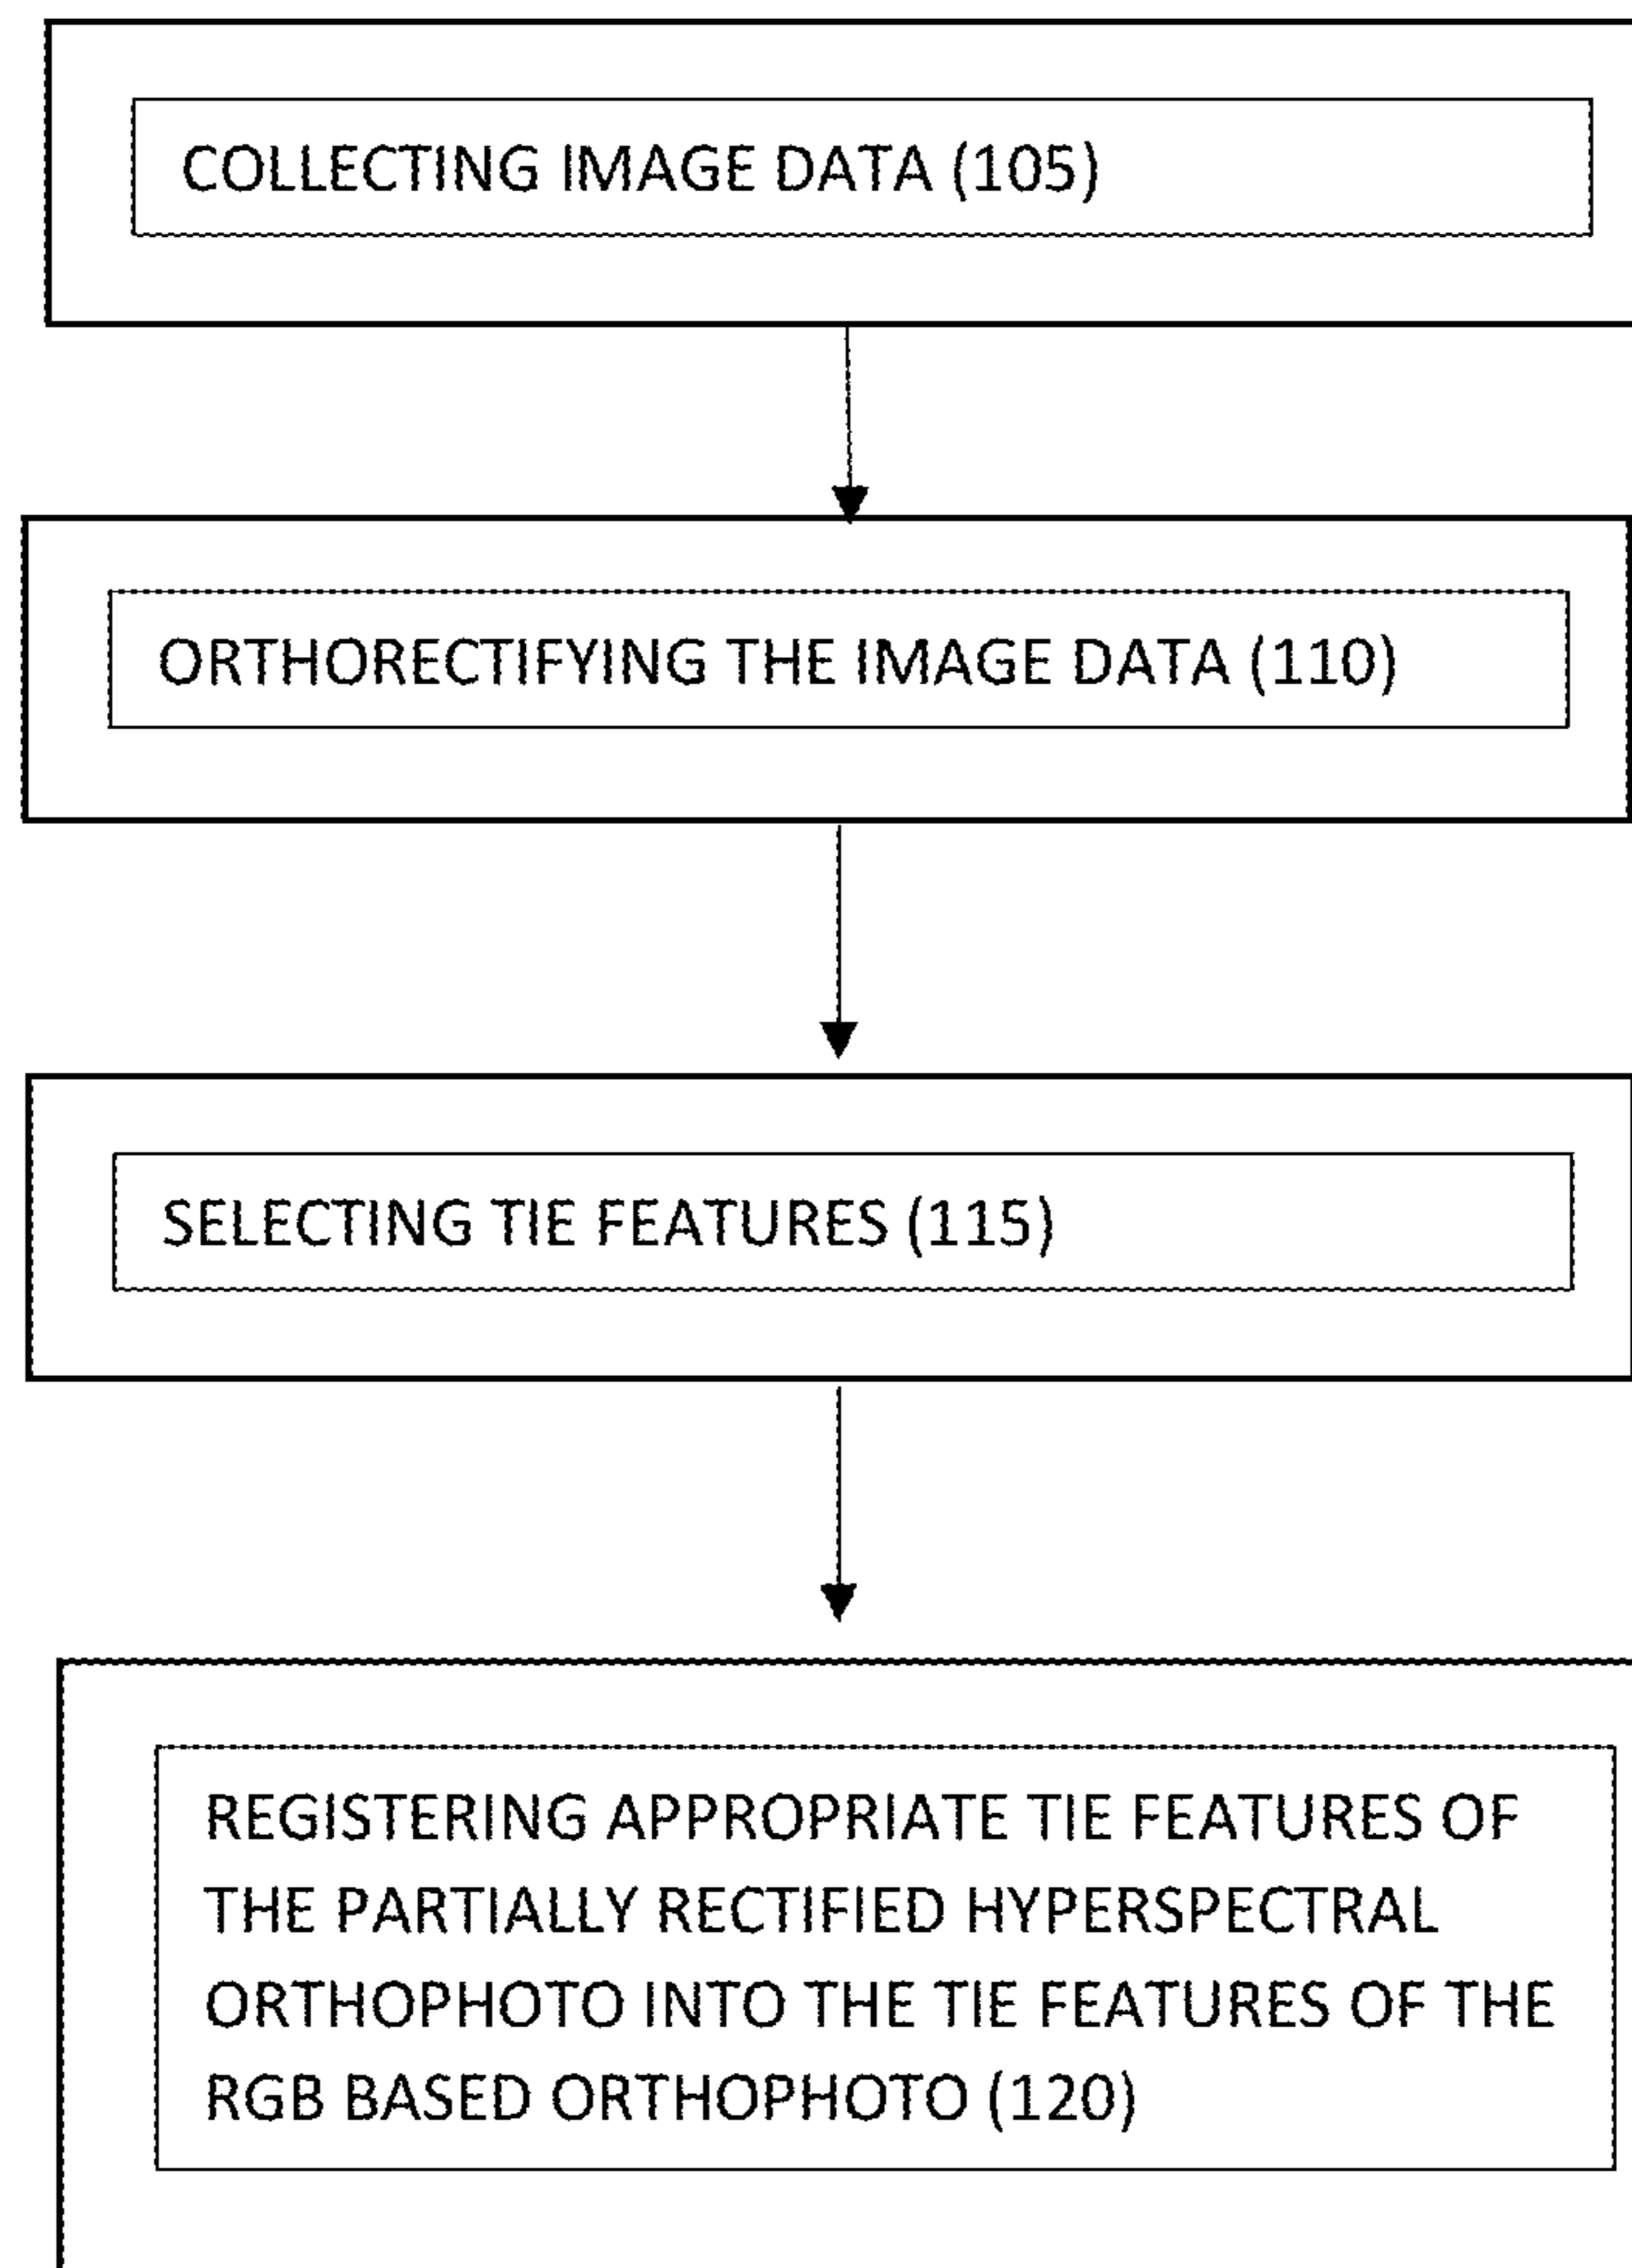 COLLECTING IMAGE DATA (105)
ORTHORECTIFYING THE IMAGE DATA (110)
SELECTING TIE FEATURES (115)
REGISTERING APPROPRIATE TIE FEATURES OF
THE PARTIALLY RECTIFIED HYPERSPECTRAL
ORTHOPHOTO INTO THE TIE FEATURES OF THE
RGB BASED ORTHOPHOTO (120)